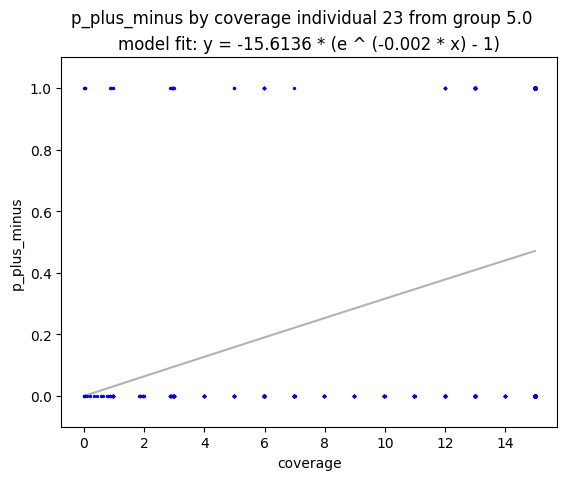 p_plus_minus by coverage individual 23 from group 5.0
model fit: y = -15.6136 * (e ^ (-0.002 * x) - 1)
1.0
0.8
0.6
0.4
0.2
0.0
p_plus_minus
0 2 4 6 8 10 12 14
coverage